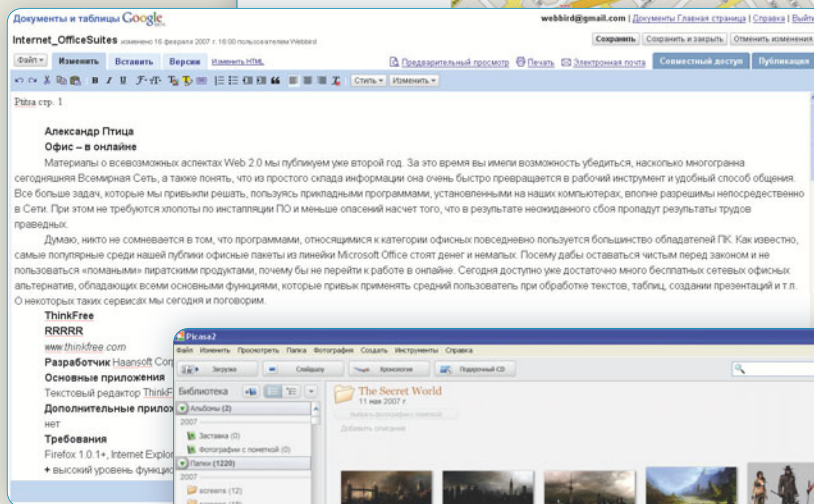 Документы и таблицы Google
webbird@gmail.com | Документы Главная страница | Справка | Выйти
Internet_OfficeSuites изменено 16 февраля 2007 г. 16:00 пользователем Webbird
Сохранить Сохранить и закрыть Отменить изменения
Файл Изменить Вставить Версии Изменить HTML Предварительный просмотр Печать Электронная почта Совместный доступ Публикация
Стиль Изменить
Ptitsa стр. 1
Александр Птица
Офис – в онлайне
Материалы о всевозможных аспектах Web 2.0 мы публикуем уже второй год. За это время вы имели возможность убедиться, насколько многогранна
сегодняшняя Всемирная Сеть, а также понять, что из простого склада информации она очень быстро превращается в рабочий инструмент и удобный способ общения.
Все больше задач, которые мы привыкли решать, пользуясь прикладными программами, установленными на наших компьютерах, вполне разрешимы непосредственно
в Сети. При этом не требуются хлопоты по инсталляции ПО и меньше опасений насчет того, что в результате неожиданного сбоя пропадут результаты трудов
праведных.
Думаю, никто не сомневается в том, что программами, относящимися к категории офисных повседневно пользуется большинство обладателей ПК. Как известно,
самые популярные среди нашей публики офисные пакеты из линейки Microsoft Office стоят денег и немалых. Посему дабы оставаться чистым перед законом и не
пользоваться «ломаными» пиратскими продуктами, почему бы не перейти к работе в онлайне. Сегодня доступно уже достаточно много бесплатных сетевых офисных
альтернатив, обладающих всеми основными функциями, которые привык применять средний пользователь при обработке текстов, таблиц, создании презентаций и т.п.
О некоторых таких сервисах мы сегодня и поговорим.
ThinkFree
RRRRR
www.thinkfree.com
Разработчик Haansoft Corp
Основные приложения
Текстовый редактор ThinkF
Дополнительные прилож
нет
Требования
Firefox 1.0.1+, Internet Explor
+ высокий уровень функцио
Picasa2
Файл Изменить Просмотреть Папка Фотография Создать Инструменты Справка
Загрузка Слайдшоу Хронология Подарочный CD
Библиотека
Альбомы (2)
2007
Заставка (0)
Фотографии с пометкой (0)
Папки (1220)
2007
screens (12)
The Secret World
11 мая 2007 г.
Добавить описание